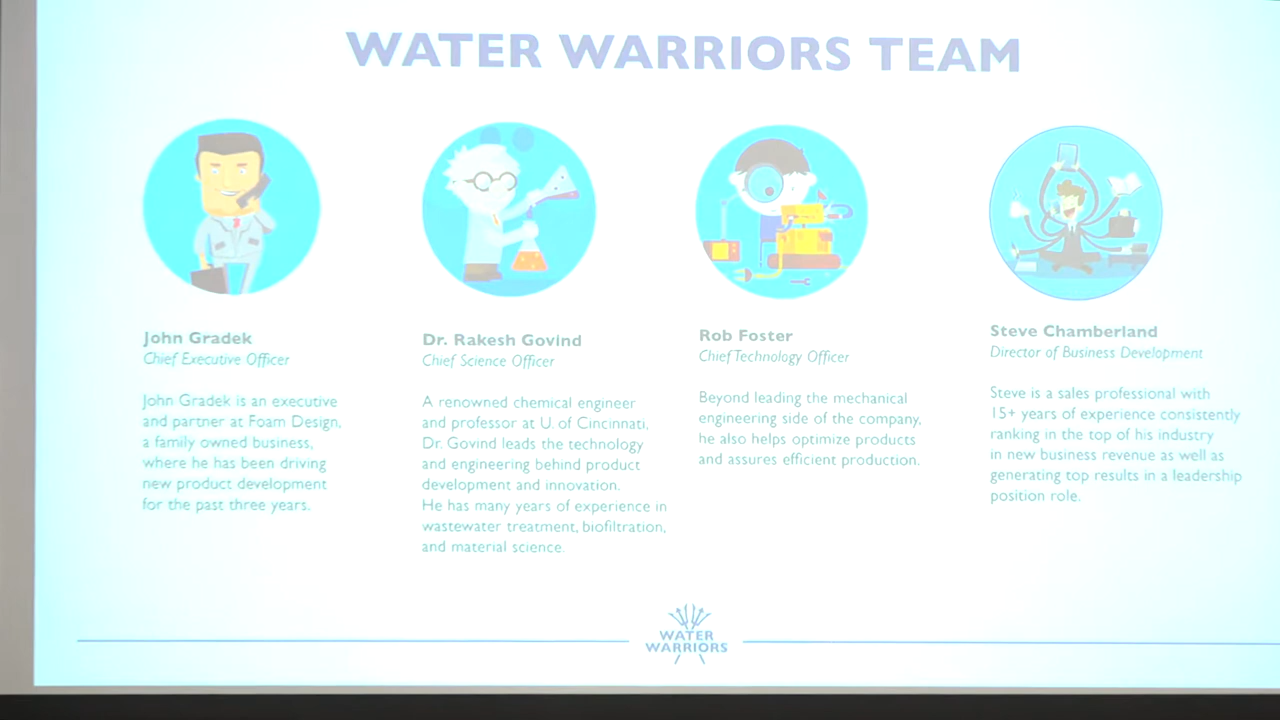 WATER WARRIORS TEAM
John Gradek
Chief Executive Officer
John Gradek is an executive
and partner at Foam Design,
a family owned business,
where he has been driving
new product development
for the past three years.
Dr. Rakesh Govind
Chief Science Officer
A renowned chemical engineer
and professor at U. of Cincinnati,
Dr. Govind leads the technology
and engineering behind product
development and innovation.
He has many years of experience in
wastewater treatment, biofiltration,
and material science.
Rob Foster
Chief Technology Officer
Beyond leading the mechanical
engineering side of the company,
he also helps optimize products
and assures efficient production.
Steve Chamberland
Director of Business Development
Steve is a sales professional with
15+ years of experience consistently
ranking in the top of his industry
in new business revenue as well as
generating top results in a leadership
position role.
WATER
WARRIORS